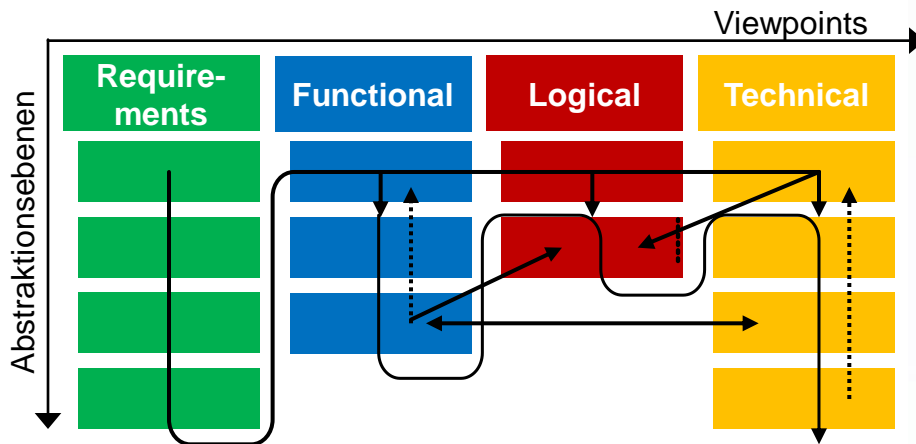 Viewpoints
Abstraktionsebenen
Require-
ments
Functional
Logical
Technical